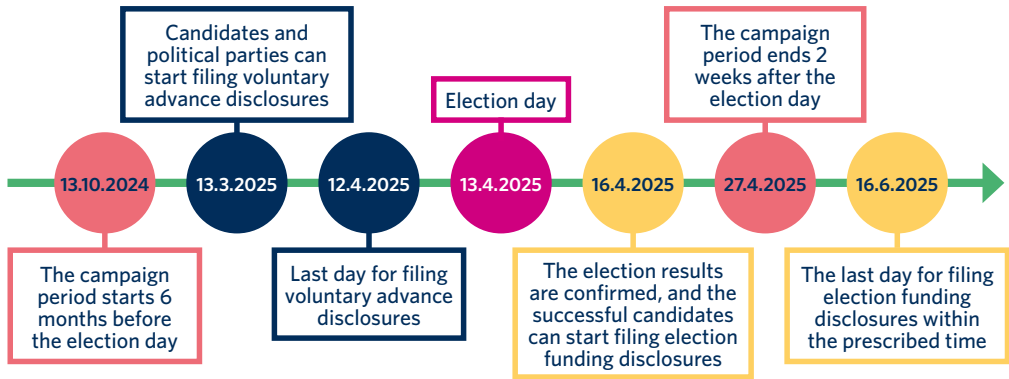 Candidates and
political parties can
start filing voluntary
advance disclosures
Election day
The campaign
period ends 2
weeks after the
election day
13.10.2024
13.3.2025
12.4.2025
13.4.2025
16.4.2025
27.4.2025
16.6.2025
The campaign
period starts 6
months before
the election day
Last day for filing
voluntary advance
disclosures
The election results
are confirmed, and the
successful candidates
can start filing election
funding disclosures
The last day for filing
election funding
disclosures within
the prescribed time